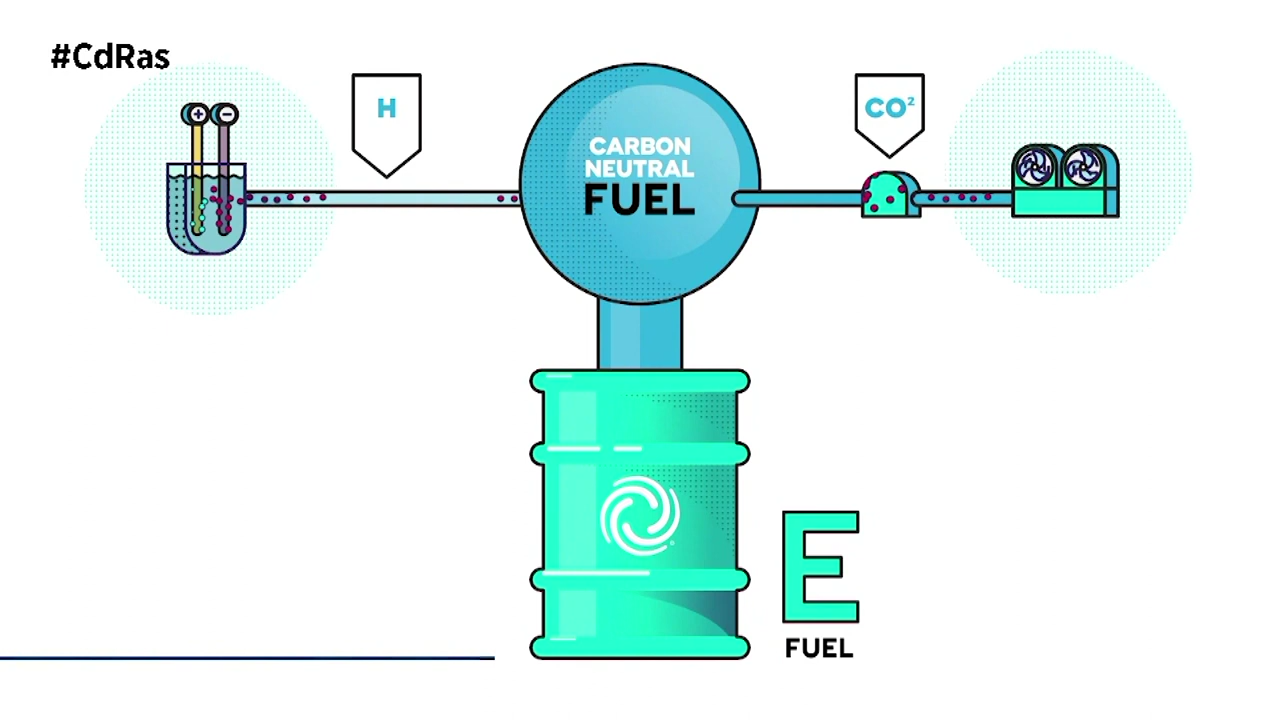 #CdRas
H
CO²
CARBON
NEUTRAL
FUEL
+ −
E
FUEL